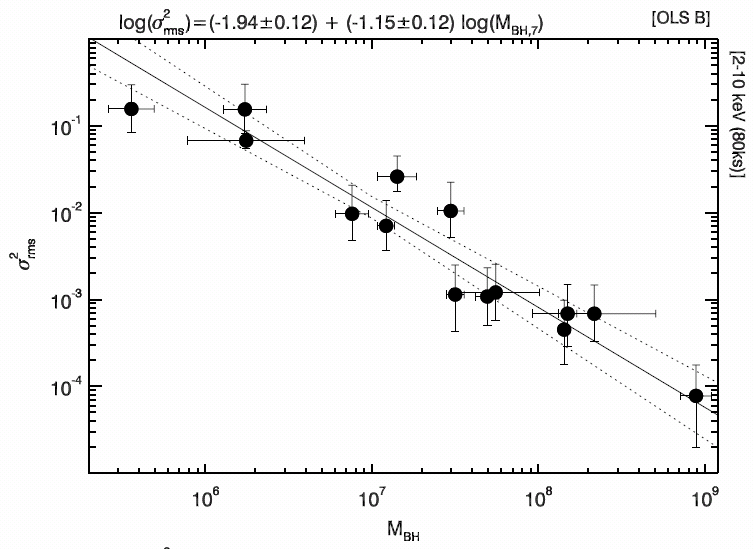 log(σ²rms)=(-1.94±0.12) + (-1.15±0.12) log(MBH,7)
[OLS B]
[2-10 keV (80ks)]
10⁻¹
10⁻²
10⁻³
10⁻⁴
σ²rms
10⁶ 10⁷ 10⁸ 10⁹
MBH